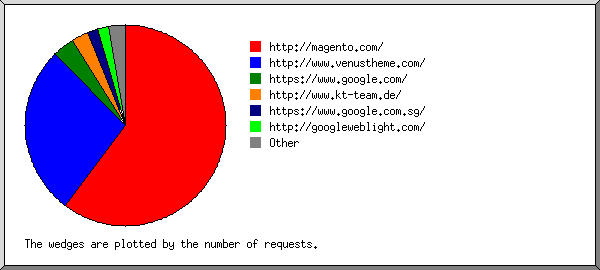 http://magento.com/
http://www.venustheme.com/
https://www.google.com/
http://www.kt-team.de/
https://www.google.com.sg/
http://googleweblight.com/
Other
The wedges are plotted by the number of requests.